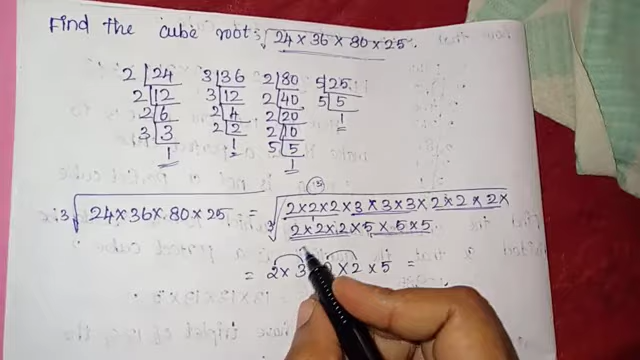 Find the cube root ∛24×36×80×25.
2|24 3|36 2|80 5|25
2|12 3|12 2|40 5|5
2|6 2|4 2|20 1
3|3 2|2 2|10
1 1 5|5
1
∛24×36×80×25 = ∛2×2×2×3×3×3×2×2×2×
2×2×2×2×5×5×5
= 2×3 2×2×5 =